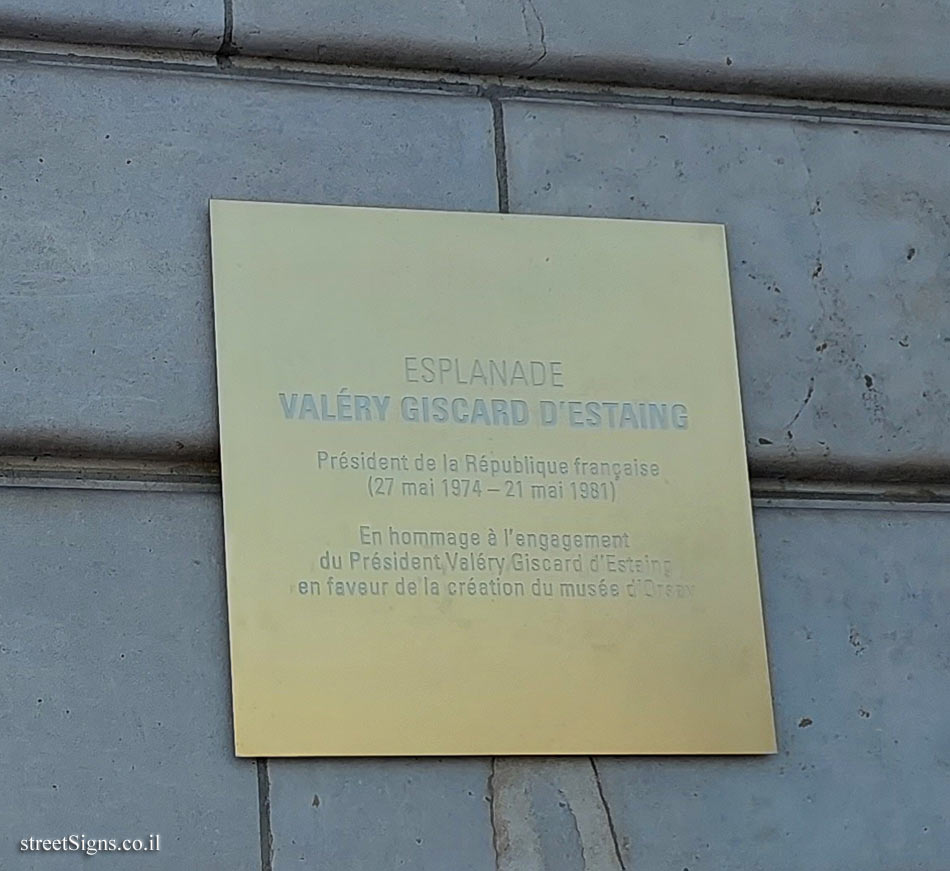 ESPLANADE
VALÉRY GISCARD D'ESTAING
Président de la République française
(27 mai 1974 – 21 mai 1981)
En hommage à l'engagement
du Président Valéry Giscard d'Estaing
en faveur de la création du musée d'Orsay
streetSigns.co.il